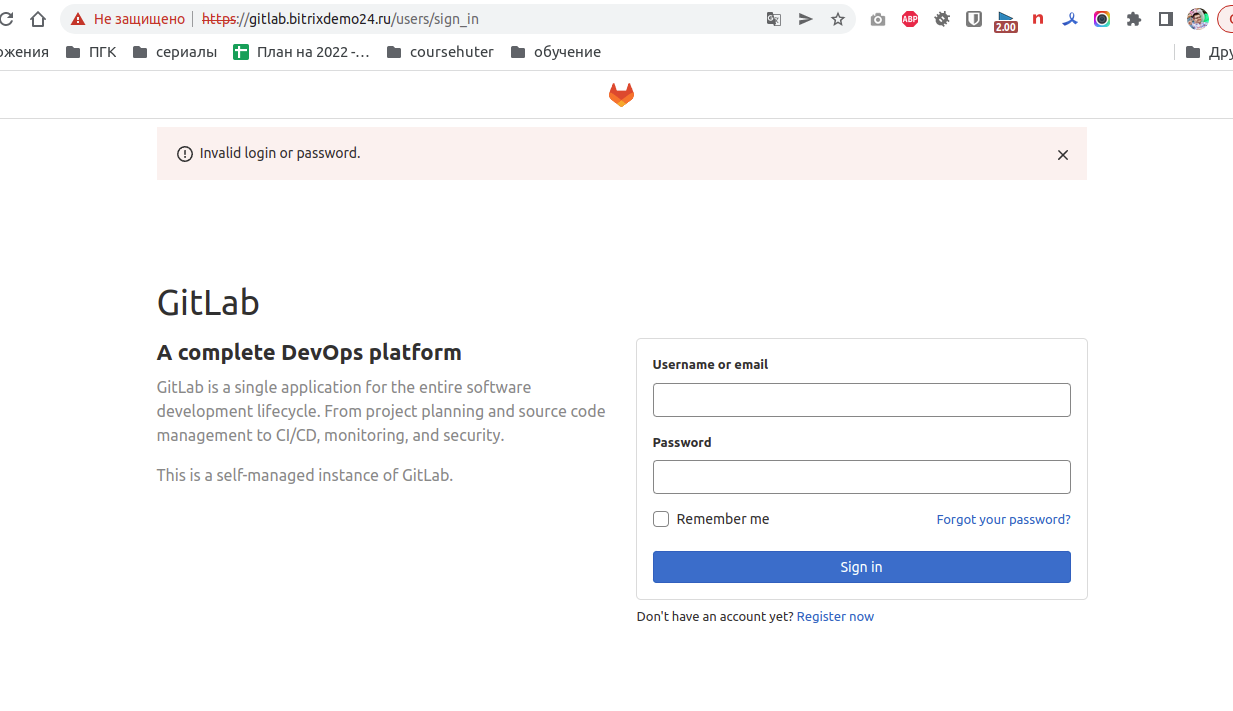 Не защищено https://gitlab.bitrixdemo24.ru/users/sign_in
ABP
2.00
n
ожения ПГК сериалы План на 2022 -... coursehuter обучение Дру
Invalid login or password.
GitLab
A complete DevOps platform
GitLab is a single application for the entire software
development lifecycle. From project planning and source code
management to CI/CD, monitoring, and security.
This is a self-managed instance of GitLab.
Username or email
Password
Remember me Forgot your password?
Sign in
Don't have an account yet? Register now